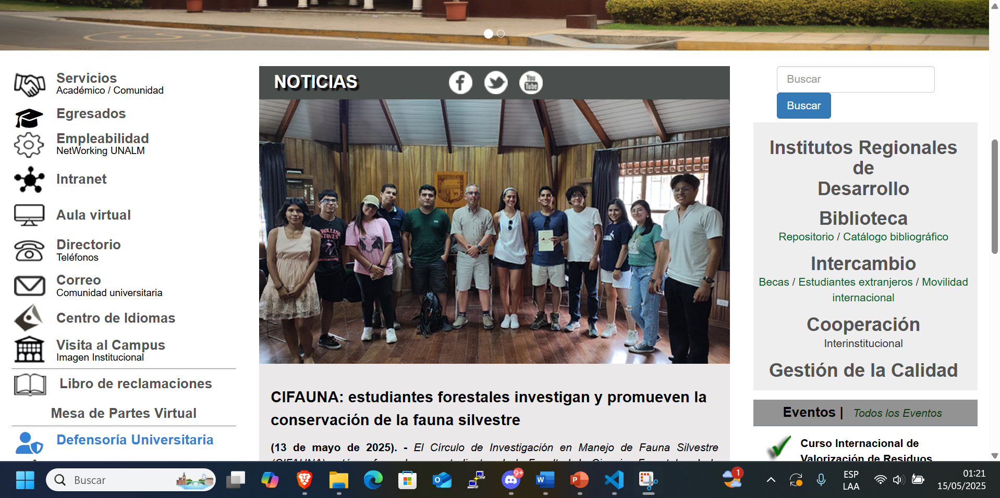 Servicios
Académico / Comunidad
Egresados
Empleabilidad
NetWorking UNALM
Intranet
Aula virtual
Directorio
Teléfonos
Correo
Comunidad universitaria
Centro de Idiomas
Visita al Campus
Imagen Institucional
Libro de reclamaciones
Mesa de Partes Virtual
Defensoría Universitaria
NOTICIAS
You
Tube
CIFAUNA: estudiantes forestales investigan y promueven la
conservación de la fauna silvestre
(13 de mayo de 2025). - El Círculo de Investigación en Manejo de Fauna Silvestre
Buscar
Buscar
Institutos Regionales
de
Desarrollo
Biblioteca
Repositorio / Catálogo bibliográfico
Intercambio
Becas / Estudiantes extranjeros / Movilidad
internacional
Cooperación
Interinstitucional
Gestión de la Calidad
Eventos | Todos los Eventos
Curso Internacional de
Valorización de Residuos
Buscar
9+
1
ESP
LAA
01:21
15/05/2025